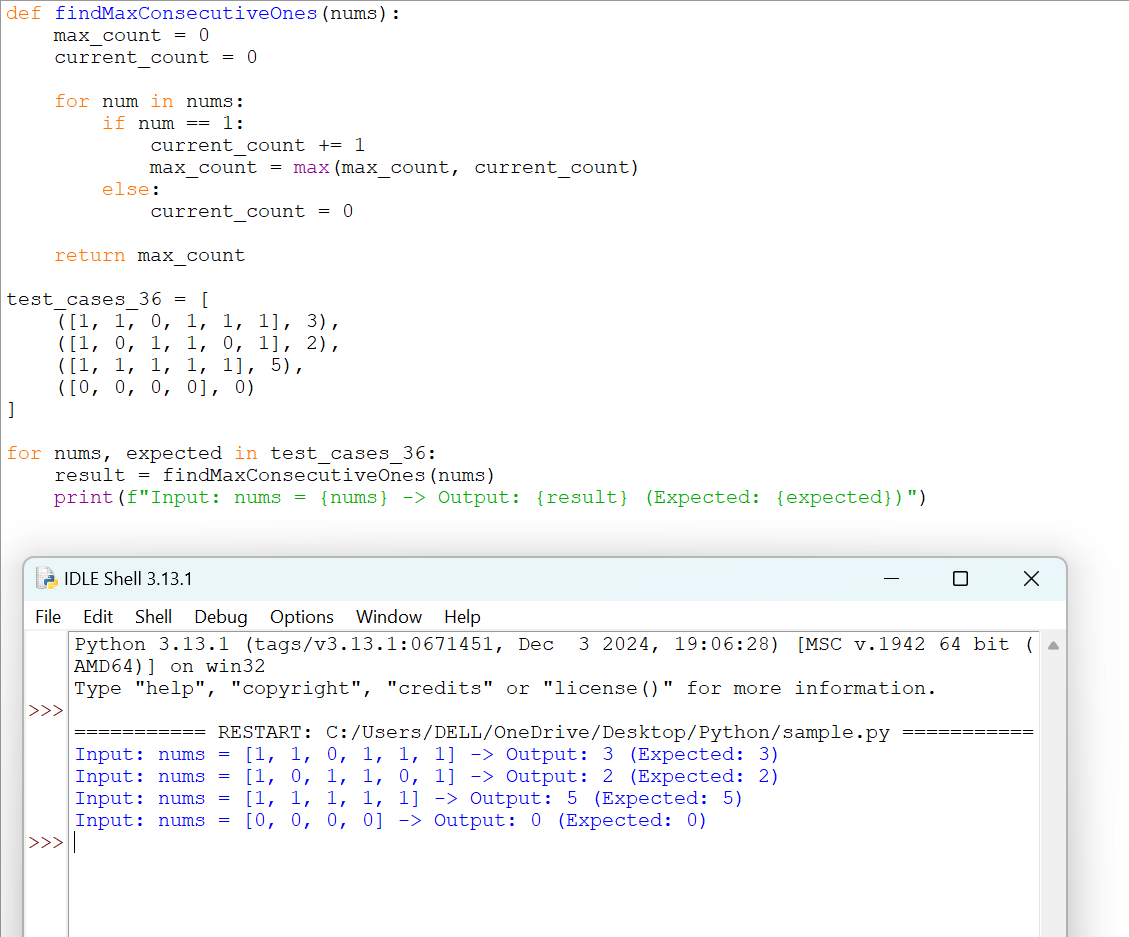 def findMaxConsecutiveOnes(nums):
    max_count = 0
    current_count = 0

    for num in nums:
        if num == 1:
            current_count += 1
            max_count = max(max_count, current_count)
        else:
            current_count = 0

    return max_count

test_cases_36 = [
    ([1, 1, 0, 1, 1, 1], 3),
    ([1, 0, 1, 1, 0, 1], 2),
    ([1, 1, 1, 1, 1], 5),
    ([0, 0, 0, 0], 0)
]

for nums, expected in test_cases_36:
    result = findMaxConsecutiveOnes(nums)
    print(f"Input: nums = {nums} -> Output: {result} (Expected: {expected})")

IDLE Shell 3.13.1
File Edit Shell Debug Options Window Help
Python 3.13.1 (tags/v3.13.1:0671451, Dec  3 2024, 19:06:28) [MSC v.1942 64 bit (
AMD64)] on win32
Type "help", "copyright", "credits" or "license()" for more information.
>>>
=========== RESTART: C:/Users/DELL/OneDrive/Desktop/Python/sample.py ===========
Input: nums = [1, 1, 0, 1, 1, 1] -> Output: 3 (Expected: 3)
Input: nums = [1, 0, 1, 1, 0, 1] -> Output: 2 (Expected: 2)
Input: nums = [1, 1, 1, 1, 1] -> Output: 5 (Expected: 5)
Input: nums = [0, 0, 0, 0] -> Output: 0 (Expected: 0)
>>>